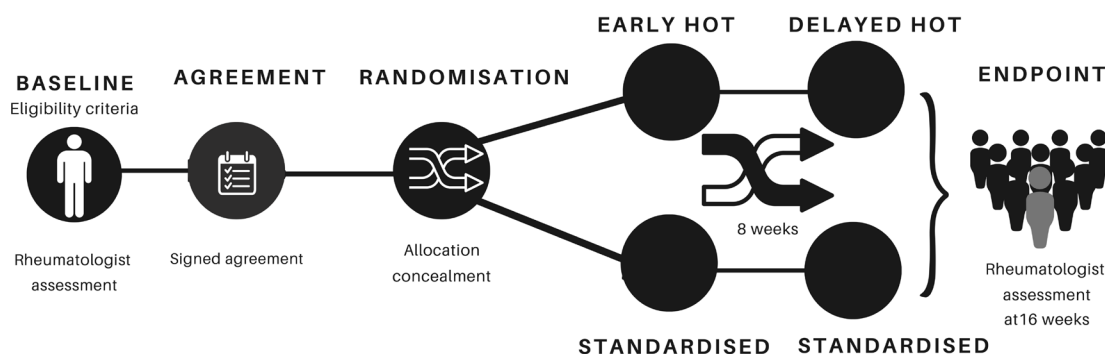 BASELINE
Eligibility criteria
Rheumatologist
assessment
AGREEMENT
Signed agreement
RANDOMISATION
Allocation
concealment
EARLY HOT
DELAYED HOT
8 weeks
STANDARDISED
STANDARDISED
ENDPOINT
Rheumatologist
assessment
at16 weeks